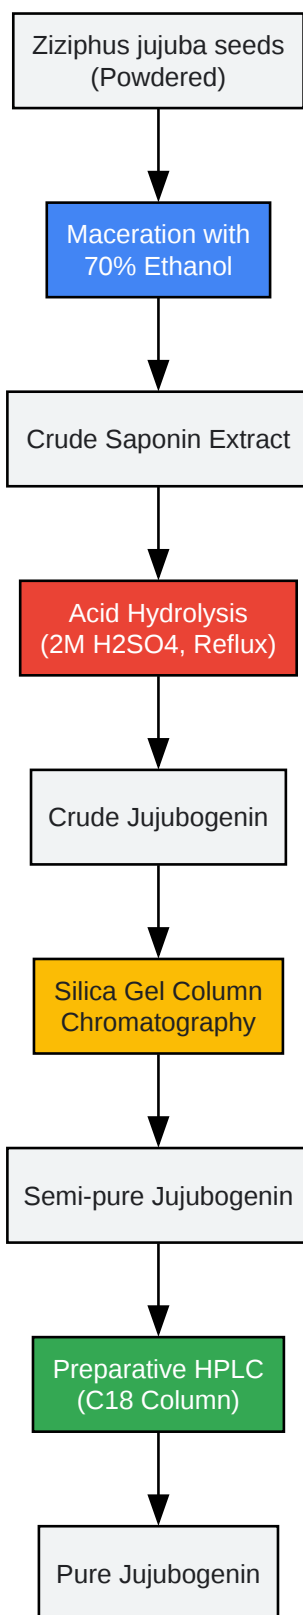 Ziziphus jujuba seeds
(Powdered)
Maceration with
70% Ethanol
Crude Saponin Extract
Acid Hydrolysis
(2M H2SO4, Reflux)
Crude Jujubogenin
Silica Gel Column
Chromatography
Semi-pure Jujubogenin
Preparative HPLC
(C18 Column)
Pure Jujubogenin